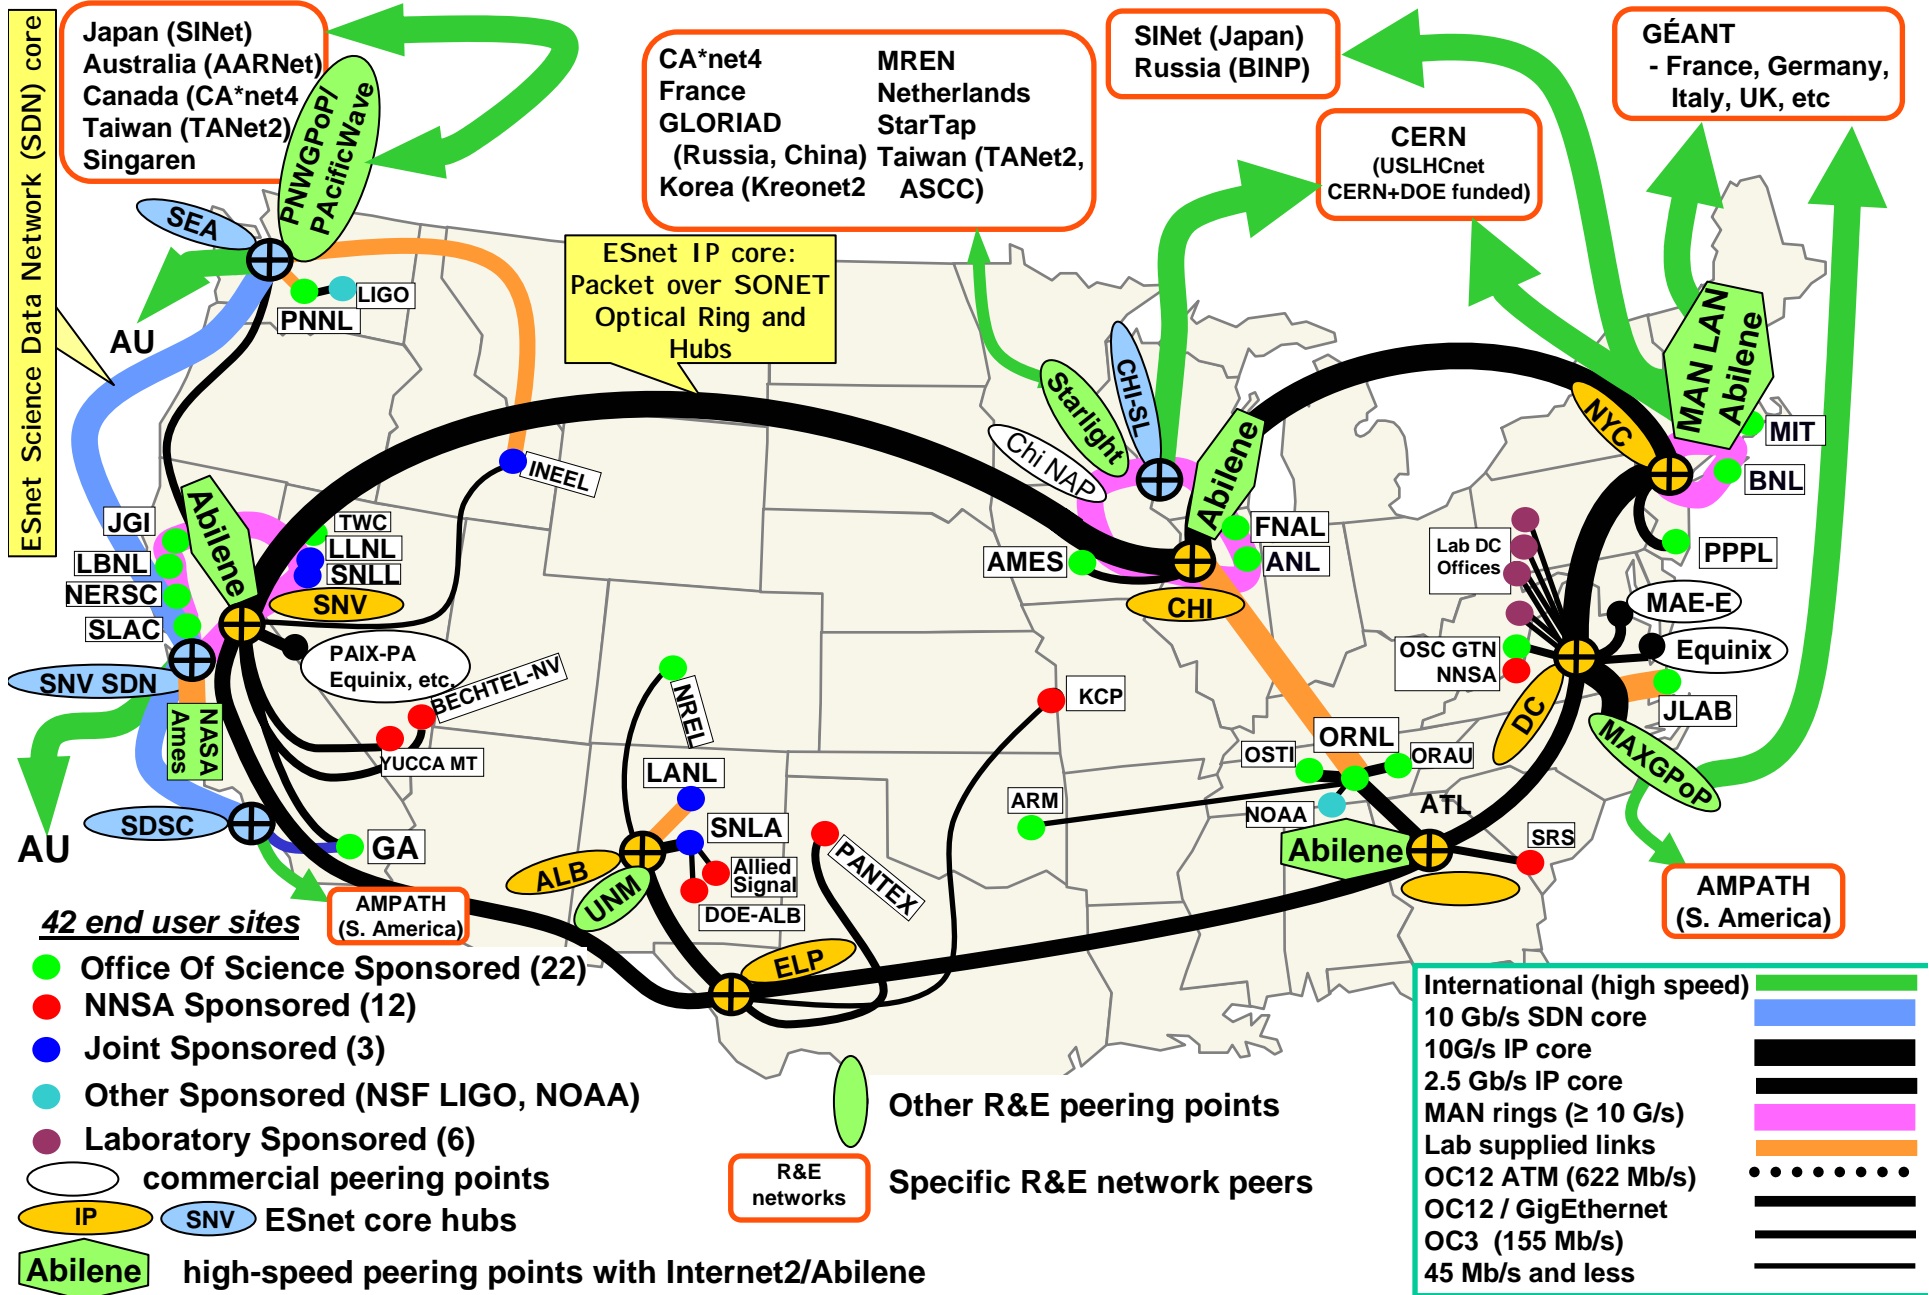 ESnet Science Data Network (SDN) core
Japan (SINet)
Australia (AARNet)
Canada (CA*net4
Taiwan (TANet2)
Singaren
PNWGPoP/
PAcificWave
CA*net4
France
GLORIAD
(Russia, China)
Korea (Kreonet2
MREN
Netherlands
StarTap
Taiwan (TANet2,
ASCC)
SINet (Japan)
Russia (BINP)
CERN
(USLHCnet
CERN+DOE funded)
GÉANT
- France, Germany,
Italy, UK, etc
SEA
LIGO
PNNL
AU
ESnet IP core:
Packet over SONET
Optical Ring and
Hubs
Starlight
CHI-SL
Chi NAP
Abilene
NYC
MAN LAN
Abilene
MIT
BNL
INEEL
JGI
LBNL
NERSC
SLAC
Abilene
TWC
LLNL
SNLL
SNV
SNV SDN
PAIX-PA
Equinix, etc.
AMES
FNAL
ANL
CHI
Lab DC
Offices
PPPL
MAE-E
Equinix
OSC GTN
NNSA
JLAB
DC
MAXGPoP
NASA
Ames
BECHTEL-NV
YUCCA MT
NREL
KCP
AU
SDSC
GA
LANL
SNLA
ALB
UNM
Allied
Signal
DOE-ALB
PANTEX
ARM
OSTI
ORNL
ORAU
NOAA
ATL
Abilene
SRS
ELP
AMPATH
(S. America)
AMPATH
(S. America)
42 end user sites
Office Of Science Sponsored (22)
NNSA Sponsored (12)
Joint Sponsored (3)
Other Sponsored (NSF LIGO, NOAA)
Laboratory Sponsored (6)
commercial peering points
IP
SNV
ESnet core hubs
Abilene
high-speed peering points with Internet2/Abilene
Other R&E peering points
R&E
networks
Specific R&E network peers
International (high speed)
10 Gb/s SDN core
10G/s IP core
2.5 Gb/s IP core
MAN rings (≥ 10 G/s)
Lab supplied links
OC12 ATM (622 Mb/s)
OC12 / GigEthernet
OC3 (155 Mb/s)
45 Mb/s and less